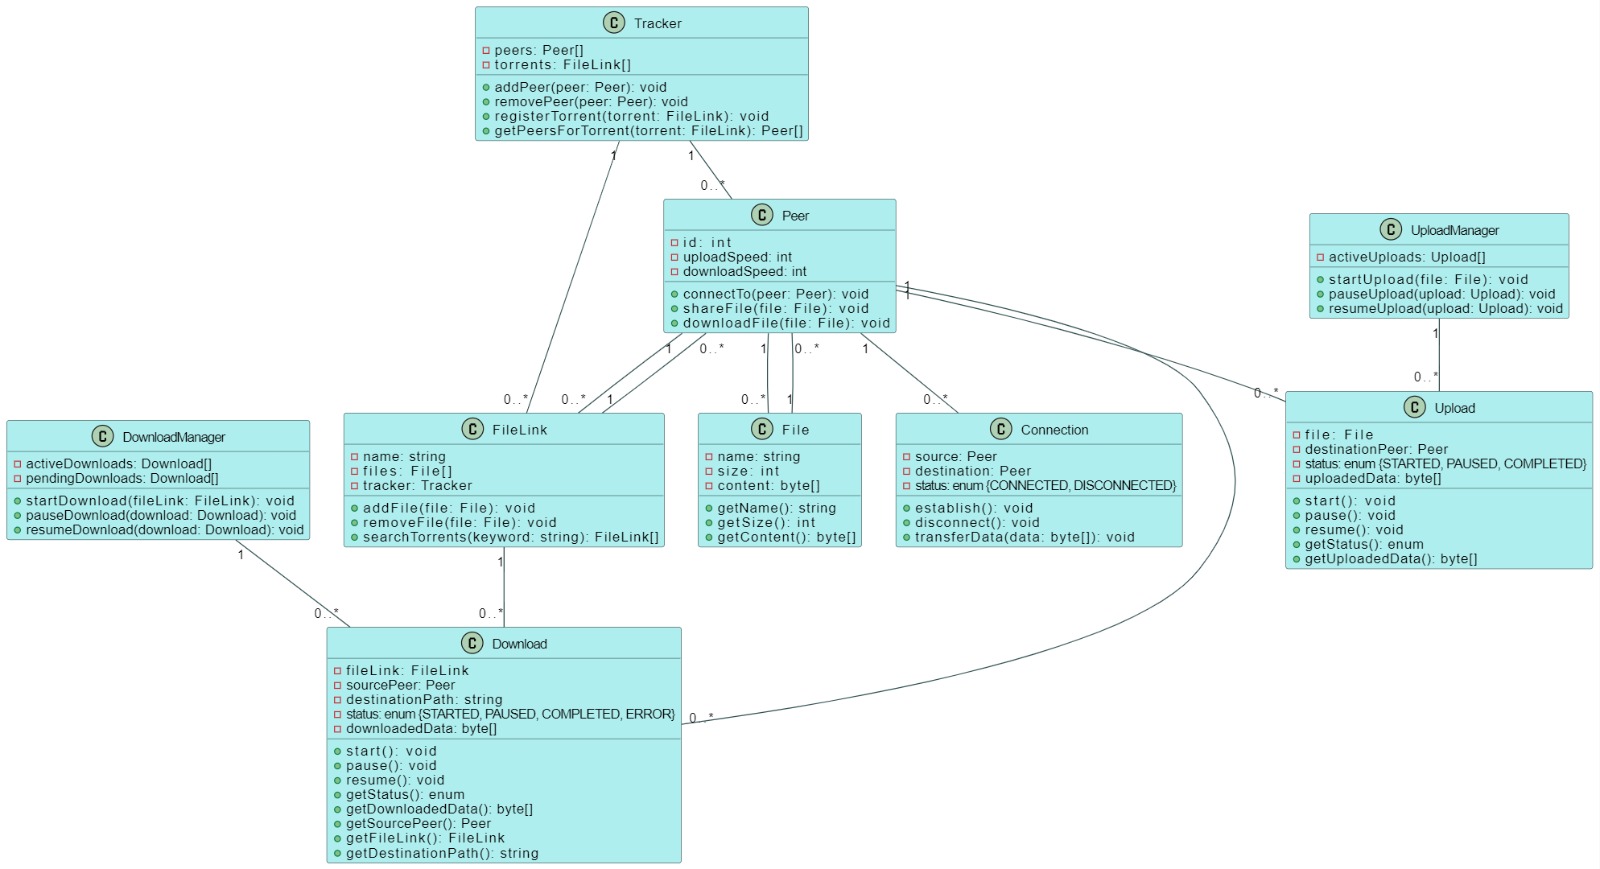 C Tracker
peers: Peer[]
torrents: FileLink[]
addPeer(peer: Peer): void
removePeer(peer: Peer): void
registerTorrent(torrent: FileLink): void
getPeersForTorrent(torrent: FileLink): Peer[]
1
1
0..*
C Peer
id: int
uploadSpeed: int
downloadSpeed: int
connectTo(peer: Peer): void
shareFile(file: File): void
downloadFile(file: File): void
1
1
1
0..*
1
0..*
1
C UploadManager
activeUploads: Upload[]
startUpload(file: File): void
pauseUpload(upload: Upload): void
resumeUpload(upload: Upload): void
1
0..*
0..*
0..*
0..*
1
0..*
1
0..*
C Upload
file: File
destinationPeer: Peer
status: enum {STARTED, PAUSED, COMPLETED}
uploadedData: byte[]
start(): void
pause(): void
resume(): void
getStatus(): enum
getUploadedData(): byte[]
C DownloadManager
activeDownloads: Download[]
pendingDownloads: Download[]
startDownload(fileLink: FileLink): void
pauseDownload(download: Download): void
resumeDownload(download: Download): void
1
C FileLink
name: string
files: File[]
tracker: Tracker
addFile(file: File): void
removeFile(file: File): void
searchTorrents(keyword: string): FileLink[]
1
C File
name: string
size: int
content: byte[]
getName(): string
getSize(): int
getContent(): byte[]
C Connection
source: Peer
destination: Peer
status: enum {CONNECTED, DISCONNECTED}
establish(): void
disconnect(): void
transferData(data: byte[]): void
0..*
0..*
C Download
fileLink: FileLink
sourcePeer: Peer
destinationPath: string
status: enum {STARTED, PAUSED, COMPLETED, ERROR}
downloadedData: byte[]
0..*
start(): void
pause(): void
resume(): void
getStatus(): enum
getDownloadedData(): byte[]
getSourcePeer(): Peer
getFileLink(): FileLink
getDestinationPath(): string